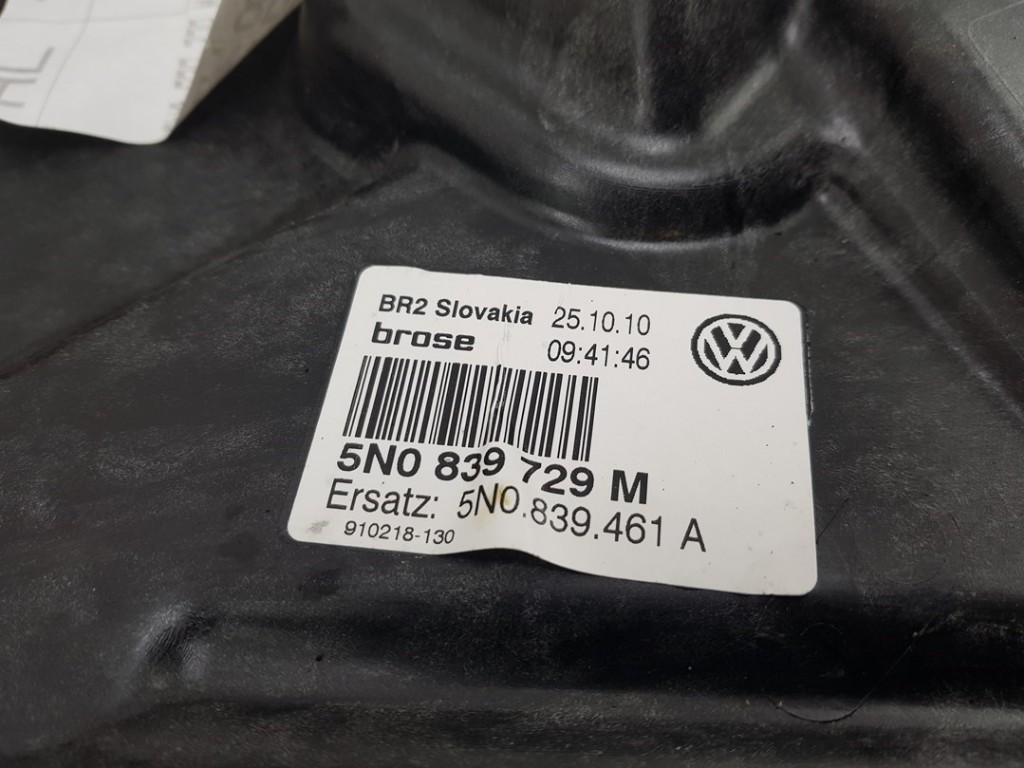 BR2 Slovakia 25.10.10
brose 09:41:46
5N0 839 729 M
Ersatz: 5N0.839.461 A
910218-130